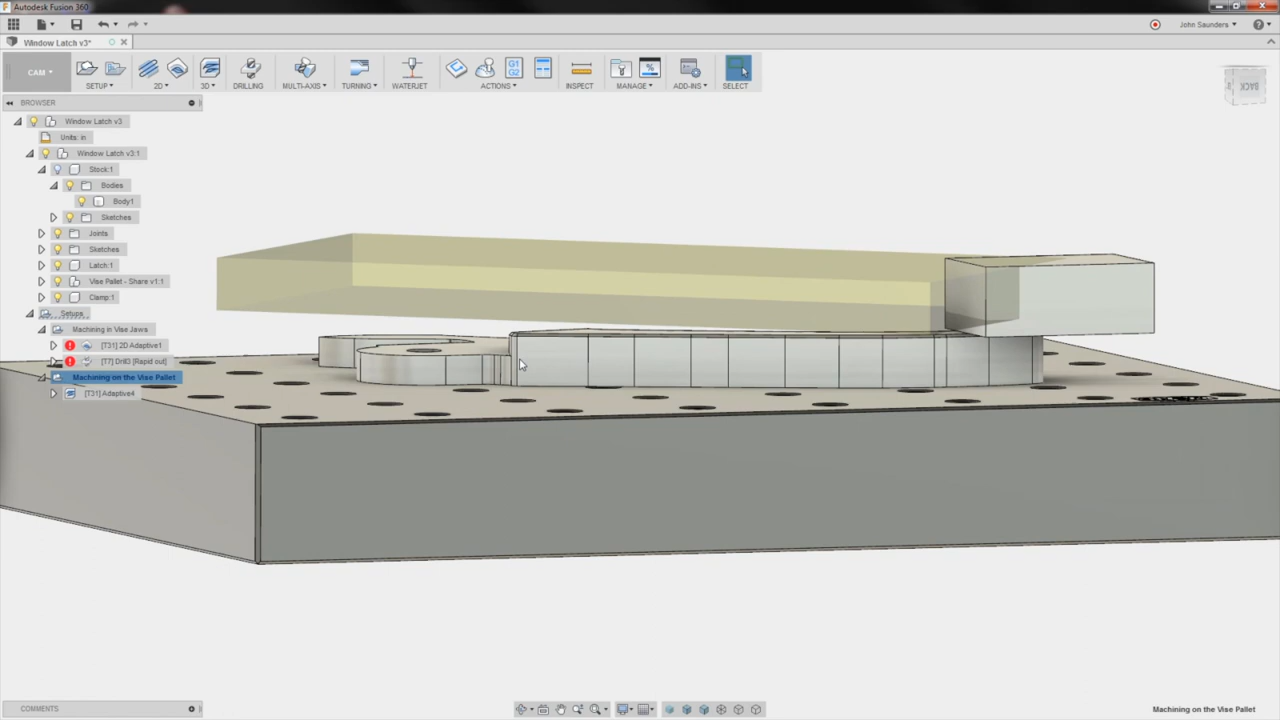 Autodesk Fusion 360
John Saunders
Window Latch v3*
CAM
SETUP
2D
3D
DRILLING
MULTI-AXIS
TURNING
WATERJET
G1
G2
ACTIONS
INSPECT
MANAGE
ADD-INS
SELECT
BACK
BROWSER
Window Latch v3
Units: in
Window Latch v3:1
Stock:1
Bodies
Body1
Sketches
Joints
Sketches
Latch:1
Vise Pallet - Share v1:1
Clamp:1
Setups
Machining in Vise Jaws
[T31] 2D Adaptive1
[T7] Drill3 [Rapid out]
Machining on the Vise Pallet
[T31] Adaptive4
COMMENTS
Machining on the Vise Pallet